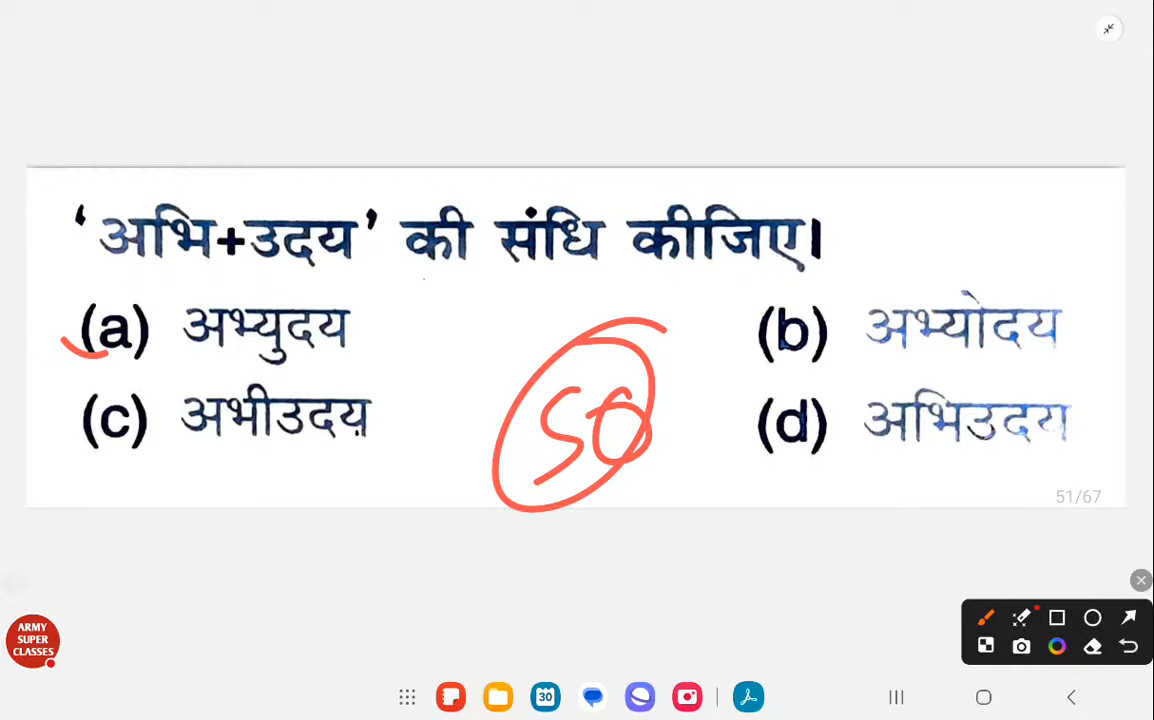 ‘अभि+उदय’ की संधि कीजिए।
(a) अभ्युदय
(b) अभ्योदय
(c) अभीउदय
(d) अभिउदय
50
51/67
ARMY
SUPER
CLASSES
30